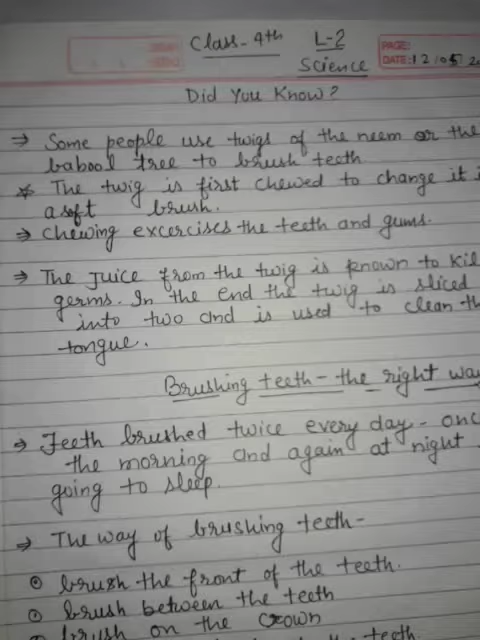 Class-4th L-2
Science
PAGE:
DATE: 12/05/2
Did You Know?
→ Some people use twigs of the neem or the
babool tree to brush teeth
* The twig is first chewed to change it i
a soft brush.
→ Chewing excercises the teeth and gums.
→ The Juice from the twig is known to kil
germs. In the end the twig is sliced
into two and is used to clean th
tongue.
Brushing teeth - the right way
→ Teeth brushed twice every day - onc
the morning and again at night
going to sleep.
→ The way of brushing teeth-
brush the front of the teeth.
brush between the teeth
brush on the crown
teeth